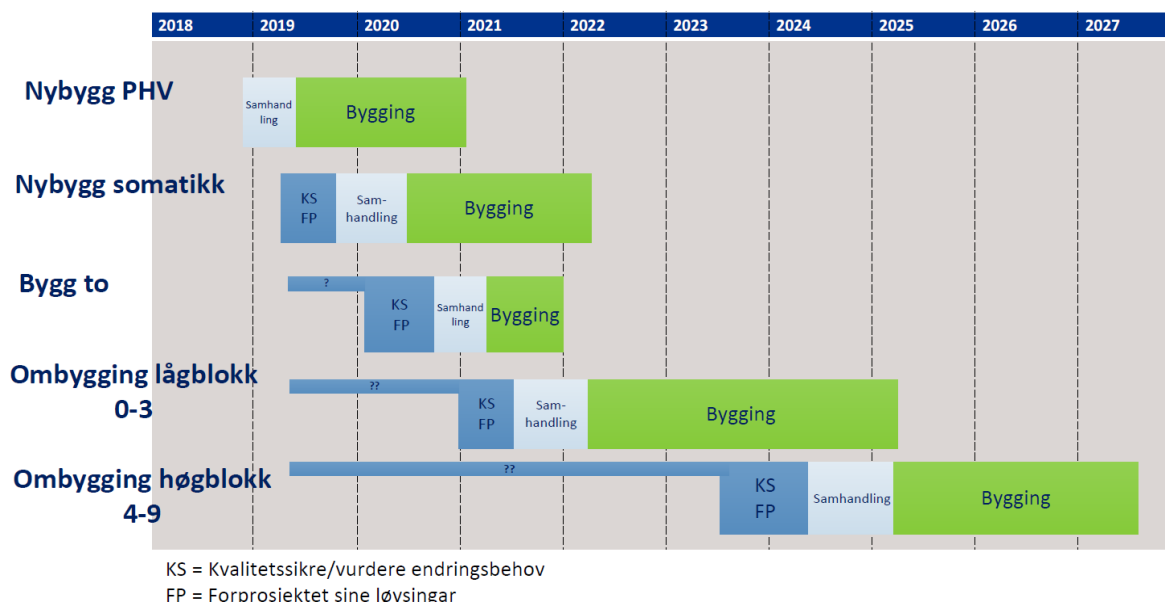 2018 2019 2020 2021 2022 2023 2024 2025 2026 2027
Nybygg PHV
Samhand
ling
Bygging
Nybygg somatikk
KS
FP
Sam-
handling
Bygging
Bygg to
?
KS
FP
Samhand
ling
Bygging
Ombygging lågblokk
0-3
??
KS
FP
Sam-
handling
Bygging
Ombygging høgblokk
4-9
??
KS
FP
Samhandling
Bygging
KS = Kvalitetssikre/vurdere endringsbehov
FP = Forprosjektet sine løysingar